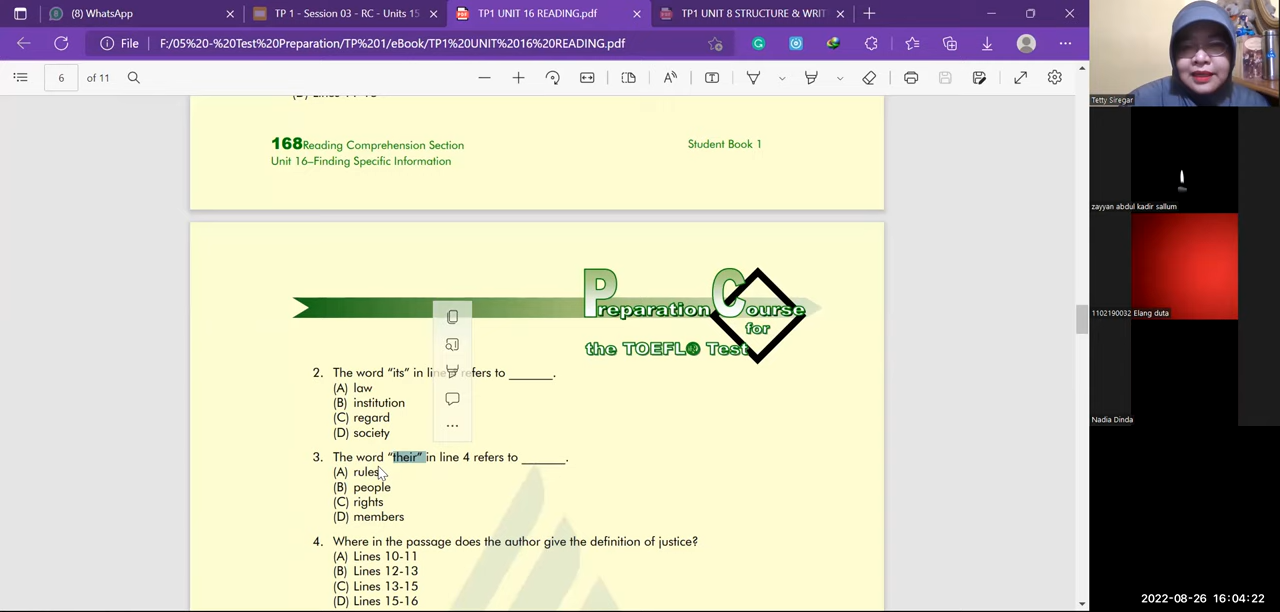 (8) WhatsApp
TP 1 - Session 03 - RC - Units 15
TP1 UNIT 16 READING.pdf
TP1 UNIT 8 STRUCTURE & WRIT
File
F:/05%20-%20Test%20Preparation/TP%201/eBook/TP1%20UNIT%2016%20READING.pdf
6 of 11
168Reading Comprehension Section
Unit 16–Finding Specific Information
Student Book 1
Preparation Course
for
the TOEFL® Test
2. The word “its” in line refers to _______.
(A) law
(B) institution
(C) regard
(D) society
3. The word “their” in line 4 refers to _______.
(A) rules
(B) people
(C) rights
(D) members
4. Where in the passage does the author give the definition of justice?
(A) Lines 10-11
(B) Lines 12-13
(C) Lines 13-15
(D) Lines 15-16
Tetty Siregar
zayyan abdul kadir sallum
1102190032 Elang duta
Nadia Dinda
2022-08-26 16:04:22